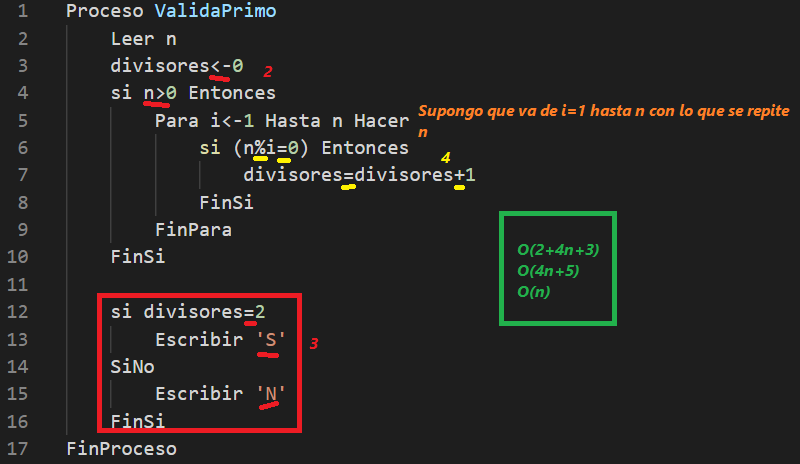 1 Proceso ValidaPrimo
2 Leer n
3 divisores<-0 2
4 si n>0 Entonces
Supongo que va de i=1 hasta n con lo que se repite
n
5 Para i<-1 Hasta n Hacer
6 si (n%i=0) Entonces
4
7 divisores=divisores+1
8 FinSi
9 FinPara
10 FinSi
O(2+4n+3)
O(4n+5)
O(n)
11
12 si divisores=2
13 Escribir 'S' 3
14 SiNo
15 Escribir 'N'
16 FinSi
17 FinProceso